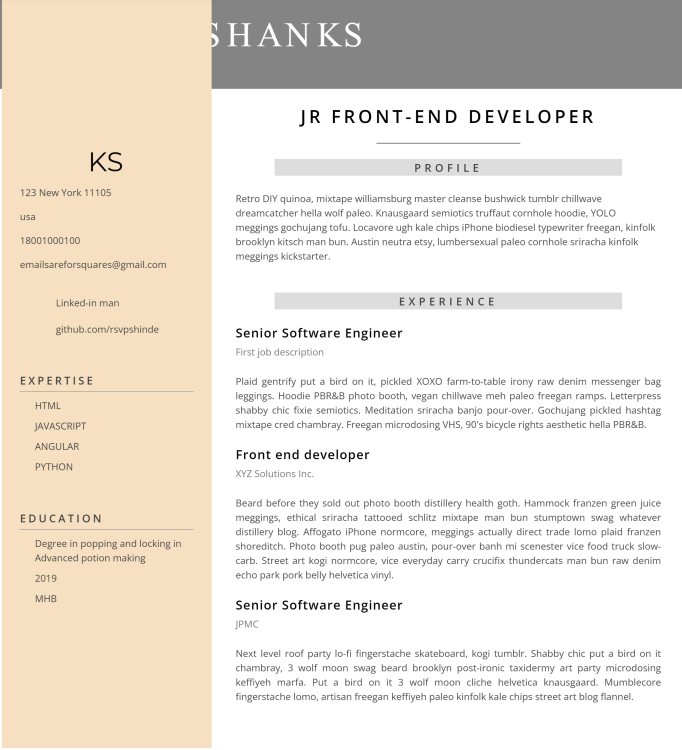 SHANKS
KS
123 New York 11105
usa
18001000100
emailsareforsquares@gmail.com
Linked-in man
github.com/rsvpshinde
EXPERTISE
HTML
JAVASCRIPT
ANGULAR
PYTHON
EDUCATION
Degree in popping and locking in
Advanced potion making
2019
MHB
JR FRONT-END DEVELOPER
PROFILE
Retro DIY quinoa, mixtape williamsburg master cleanse bushwick tumblr chillwave
dreamcatcher hella wolf paleo. Knausgaard semiotics truffaut cornhole hoodie, YOLO
meggings gochujang tofu. Locavore ugh kale chips iPhone biodiesel typewriter freegan, kinfolk
brooklyn kitsch man bun. Austin neutra etsy, lumbersexual paleo cornhole sriracha kinfolk
meggings kickstarter.
EXPERIENCE
Senior Software Engineer
First job description
Plaid gentrify put a bird on it, pickled XOXO farm-to-table irony raw denim messenger bag
leggings. Hoodie PBR&B photo booth, vegan chillwave meh paleo freegan ramps. Letterpress
shabby chic fixie semiotics. Meditation sriracha banjo pour-over. Gochujang pickled hashtag
mixtape cred chambray. Freegan microdosing VHS, 90's bicycle rights aesthetic hella PBR&B.
Front end developer
XYZ Solutions Inc.
Beard before they sold out photo booth distillery health goth. Hammock franzen green juice
meggings, ethical sriracha tattooed schlitz mixtape man bun stumptown swag whatever
distillery blog. Affogato iPhone normcore, meggings actually direct trade lomo plaid franzen
shoreditch. Photo booth pug paleo austin, pour-over banh mi scenester vice food truck slow-
carb. Street art kogi normcore, vice everyday carry crucifix thundercats man bun raw denim
echo park pork belly helvetica vinyl.
Senior Software Engineer
JPMC
Next level roof party lo-fi fingerstache skateboard, kogi tumblr. Shabby chic put a bird on it
chambray, 3 wolf moon swag beard brooklyn post-ironic taxidermy art party microdosing
keffiyeh marfa. Put a bird on it 3 wolf moon cliche helvetica knausgaard. Mumblecore
fingerstache lomo, artisan freegan keffiyeh paleo kinfolk kale chips street art blog flannel.